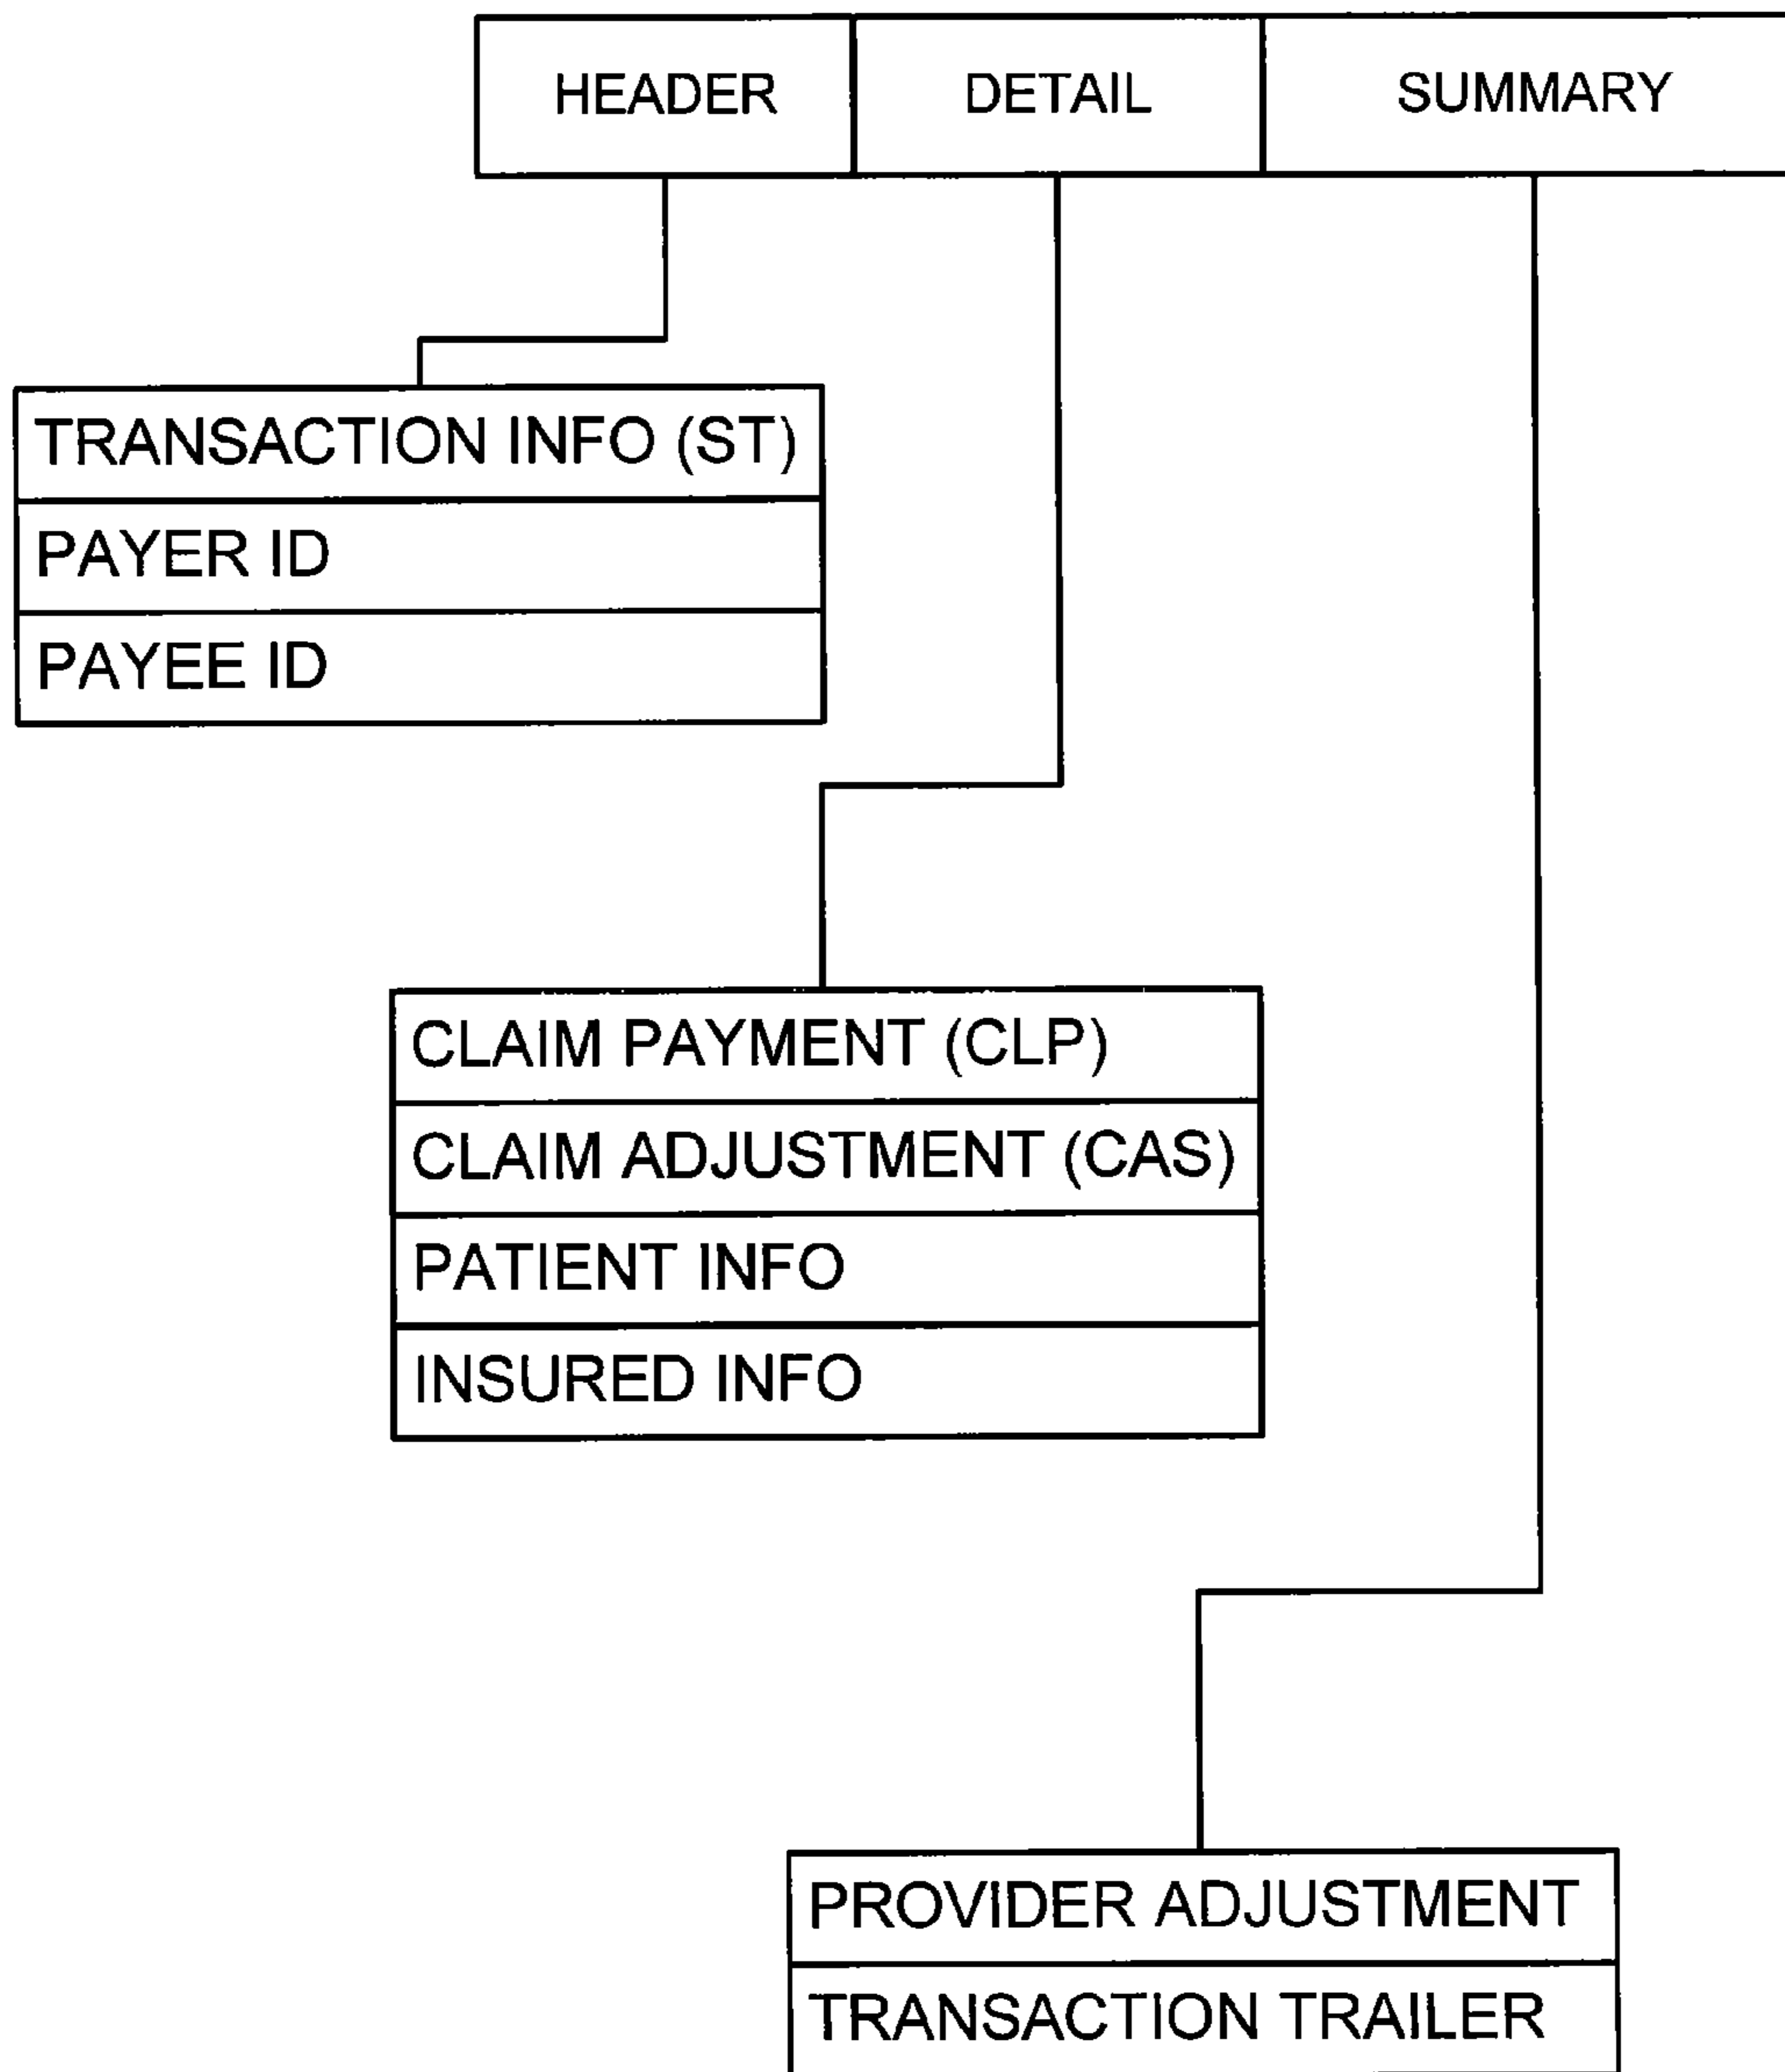 HEADER DETAIL SUMMARY
TRANSACTION INFO (ST)
PAYER ID
PAYEE ID
CLAIM PAYMENT (CLP)
CLAIM ADJUSTMENT (CAS)
PATIENT INFO
INSURED INFO
PROVIDER ADJUSTMENT
TRANSACTION TRAILER